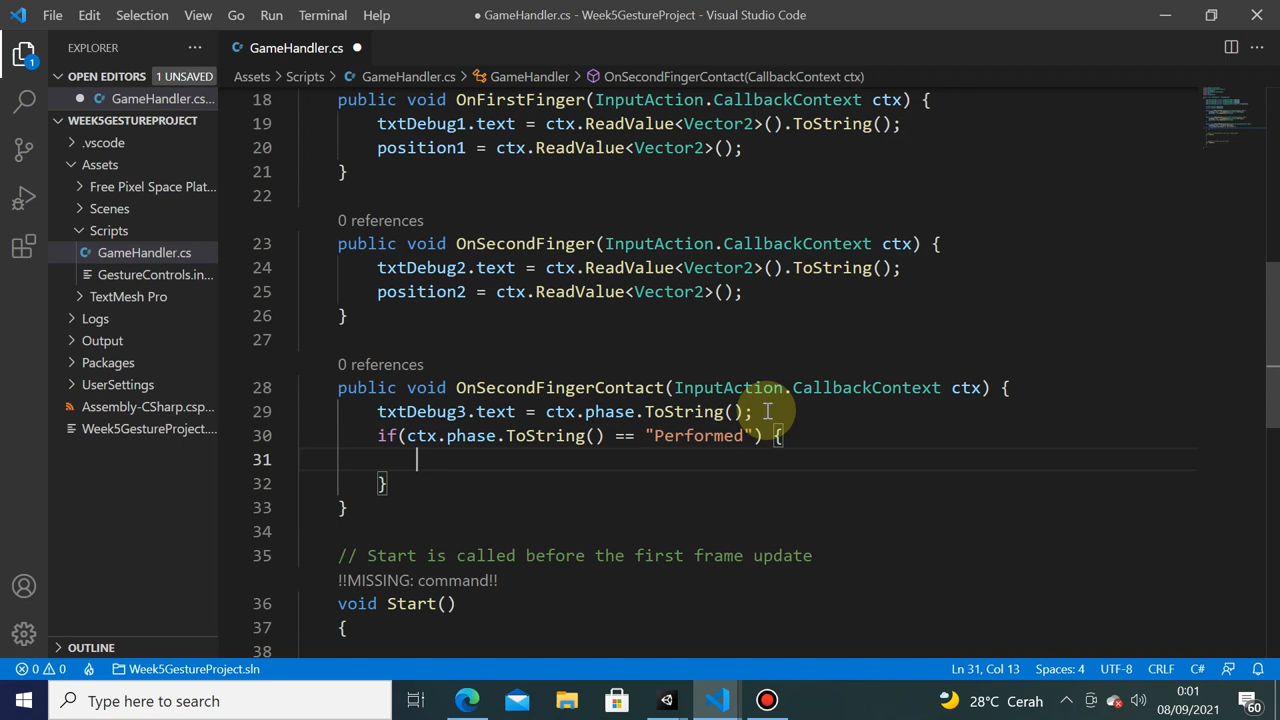 File Edit Selection View Go Run Terminal Help
● GameHandler.cs - Week5GestureProject - Visual Studio Code
EXPLORER ···
GameHandler.cs ●
OPEN EDITORS 1 UNSAVED
Assets > Scripts > GameHandler.cs > GameHandler > OnSecondFingerContact(CallbackContext ctx)
● GameHandler.cs...
WEEK5GESTUREPROJECT
.vscode
Assets
Free Pixel Space Plat...
Scenes
Scripts
GameHandler.cs
GestureControls.in...
TextMesh Pro
Logs
Output
Packages
UserSettings
Assembly-CSharp.csp...
Week5GestureProject....
OUTLINE
1
18 public void OnFirstFinger(InputAction.CallbackContext ctx) {
19 txtDebug1.text = ctx.ReadValue<Vector2>().ToString();
20 position1 = ctx.ReadValue<Vector2>();
21 }
22
0 references
23 public void OnSecondFinger(InputAction.CallbackContext ctx) {
24 txtDebug2.text = ctx.ReadValue<Vector2>().ToString();
25 position2 = ctx.ReadValue<Vector2>();
26 }
27
0 references
28 public void OnSecondFingerContact(InputAction.CallbackContext ctx) {
29 txtDebug3.text = ctx.phase.ToString();
30 if(ctx.phase.ToString() == "Performed") {
31
32 }
33 }
34
35 // Start is called before the first frame update
!!MISSING: command!!
36 void Start()
37 {
38
0 0 Week5GestureProject.sln Ln 31, Col 13 Spaces: 4 UTF-8 CRLF C#
Type here to search
28°C Cerah
0:01
08/09/2021
60